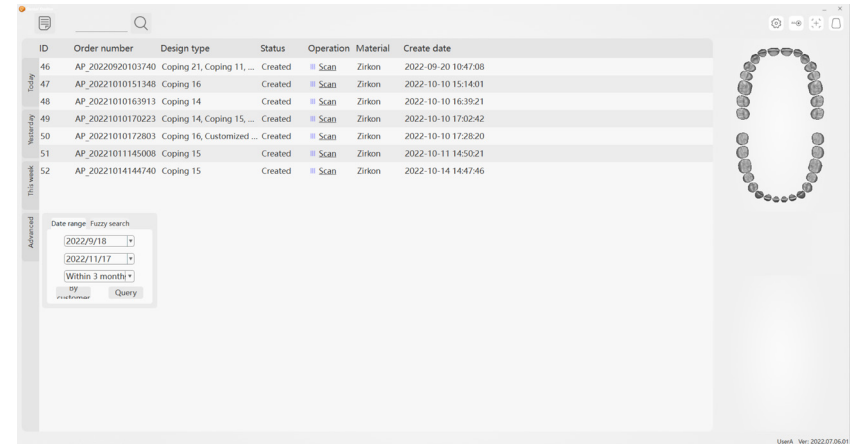 ID Order number Design type Status Operation Material Create date
46 AP_20220920103740 Coping 21, Coping 11, ... Created Scan Zirkon 2022-09-20 10:47:08
47 AP_20221010151348 Coping 16 Created Scan Zirkon 2022-10-10 15:14:01
48 AP_20221010163913 Coping 14 Created Scan Zirkon 2022-10-10 16:39:21
49 AP_20221010170223 Coping 14, Coping 15, ... Created Scan Zirkon 2022-10-10 17:02:42
50 AP_20221010172803 Coping 16, Customized ... Created Scan Zirkon 2022-10-10 17:28:20
51 AP_20221011145008 Coping 15 Created Scan Zirkon 2022-10-11 14:50:21
52 AP_20221014144740 Coping 15 Created Scan Zirkon 2022-10-14 14:47:46
Today
Yesterday
This week
Advanced
Date range Fuzzy search
2022/9/18
2022/11/17
Within 3 month
By customer Query
UserA Ver: 2022.07.06.01